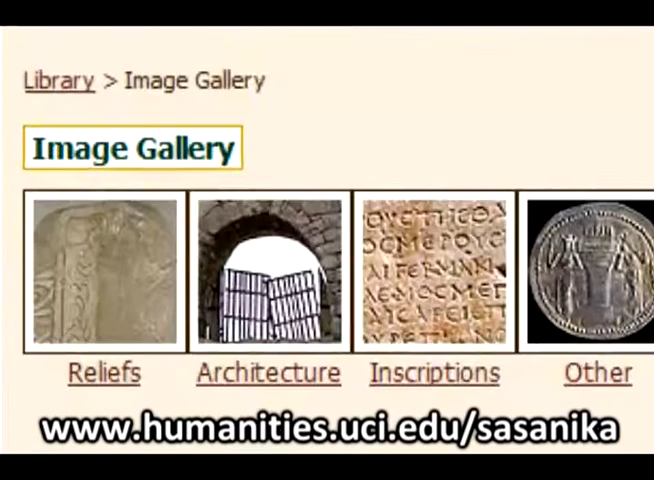 Library > Image Gallery
Image Gallery
Reliefs Architecture Inscriptions Other
www.humanities.uci.edu/sasanika